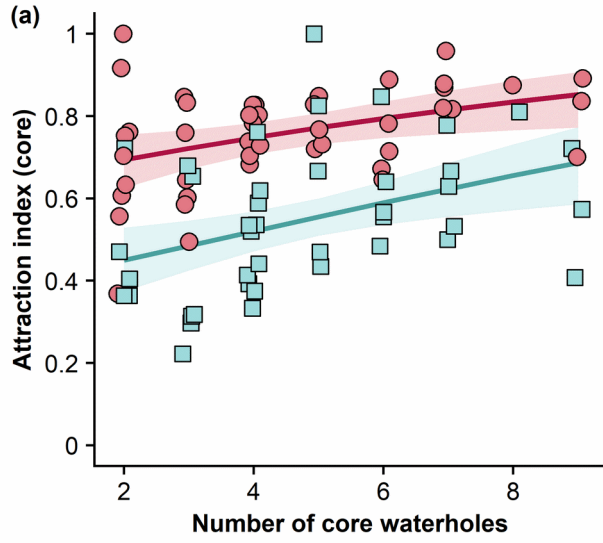 (a)
1
0.8
0.6
0.4
0.2
0
Attraction index (core)
2 4 6 8
Number of core waterholes